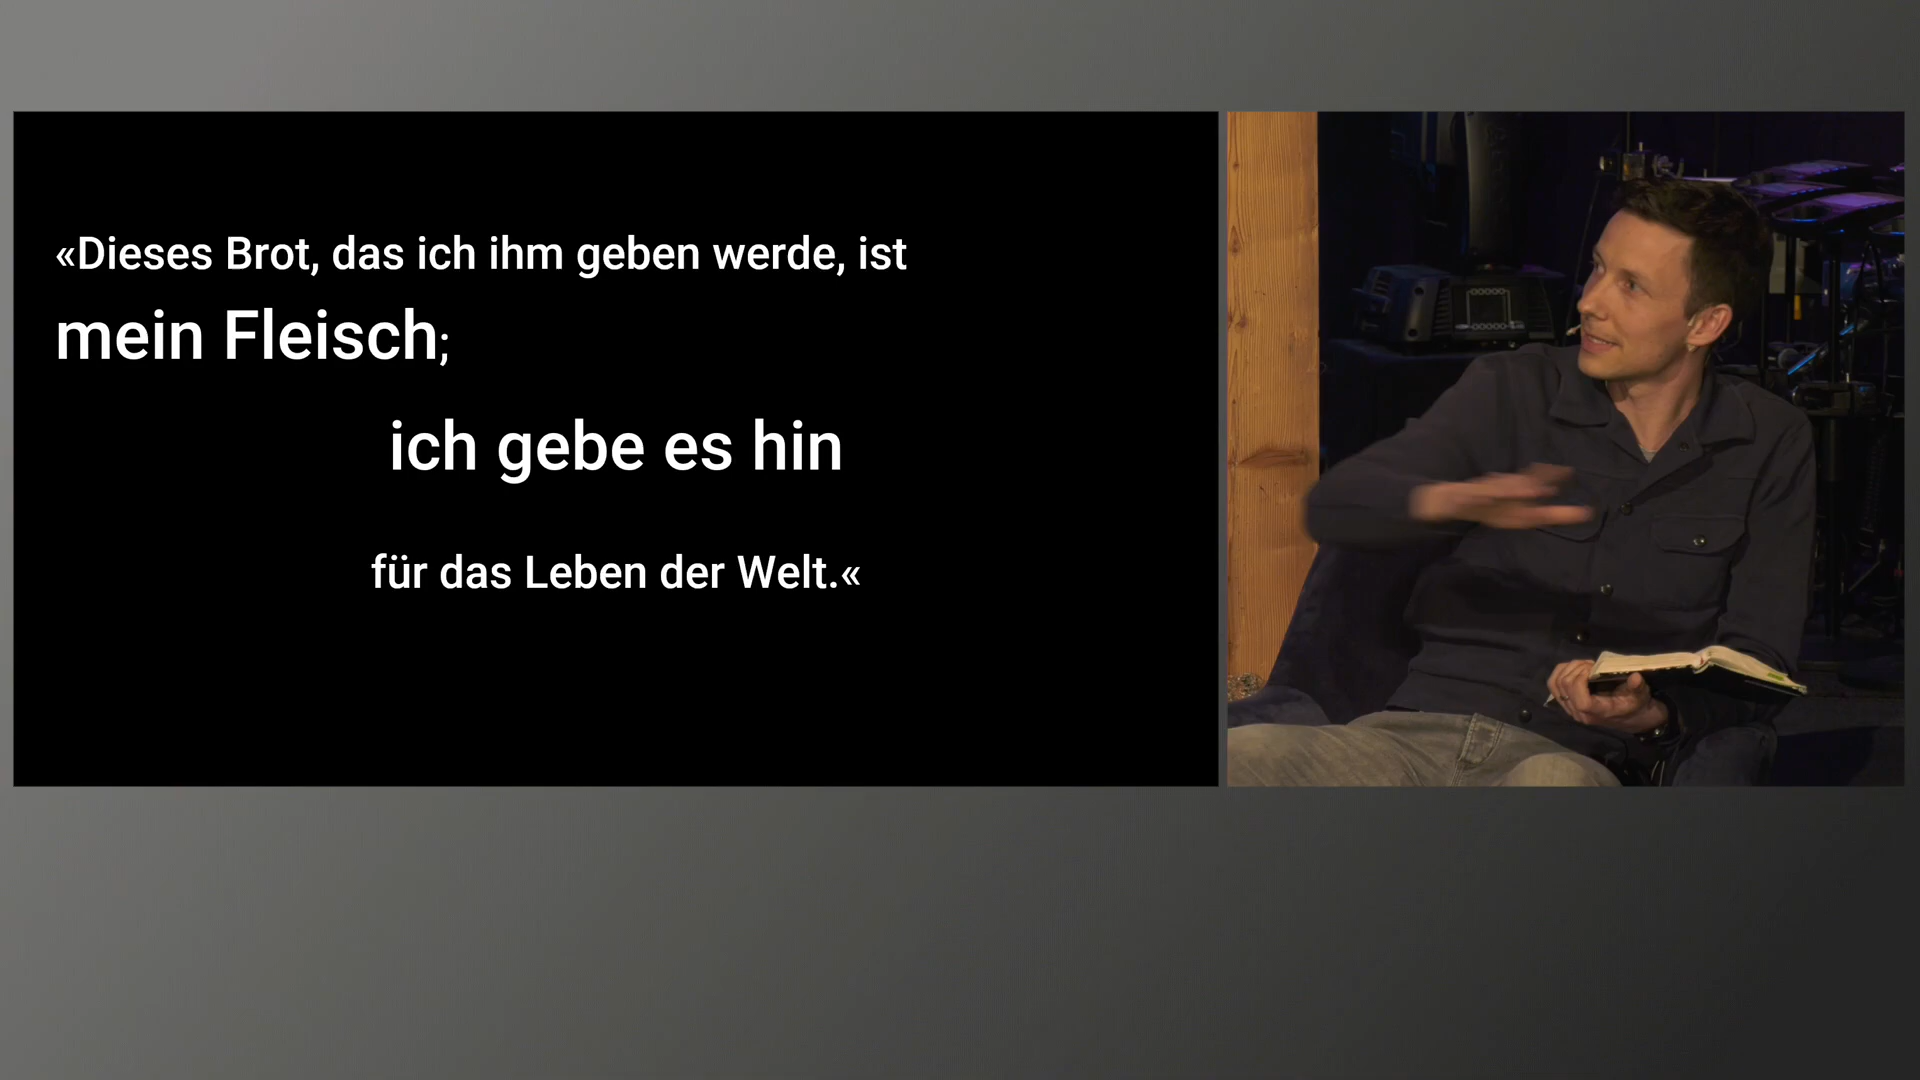 «Dieses Brot, das ich ihm geben werde, ist
mein Fleisch;
ich gebe es hin
für das Leben der Welt.«